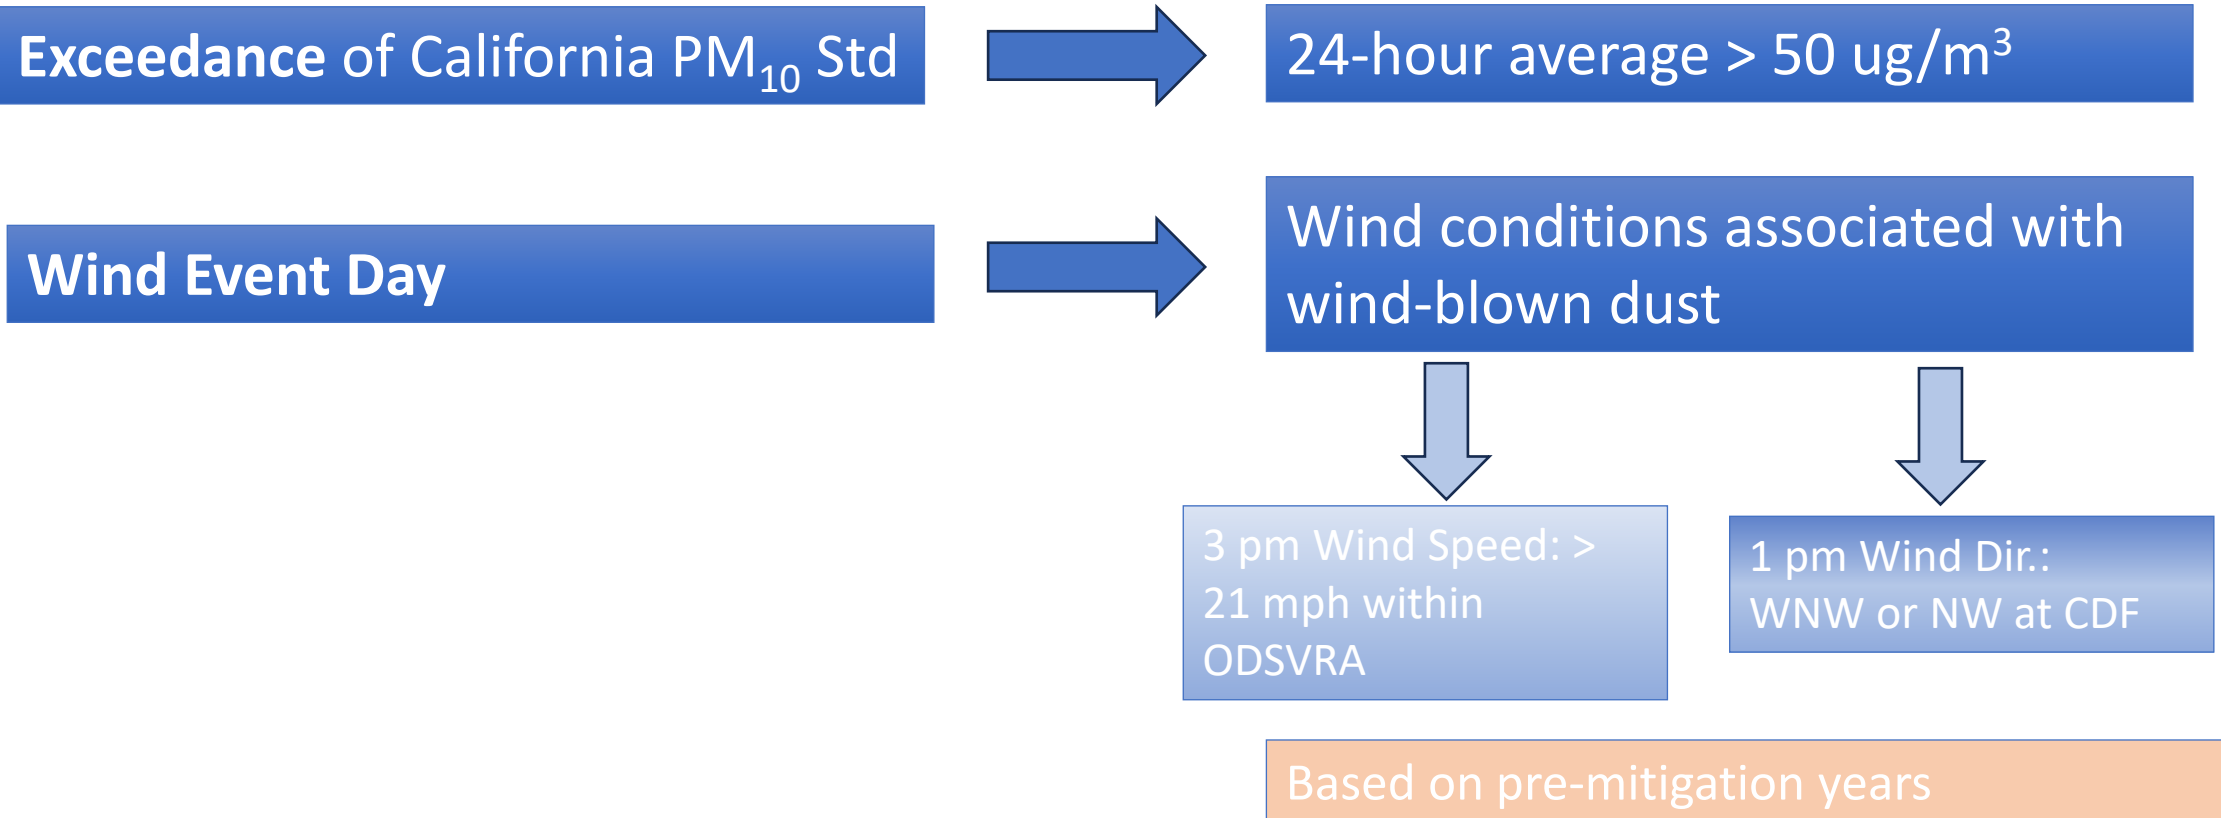 Exceedance of California PM₁₀ Std
24-hour average > 50 ug/m³
Wind Event Day
Wind conditions associated with
wind-blown dust
3 pm Wind Speed: >
21 mph within
ODSVRA
1 pm Wind Dir.:
WNW or NW at CDF
Based on pre-mitigation years